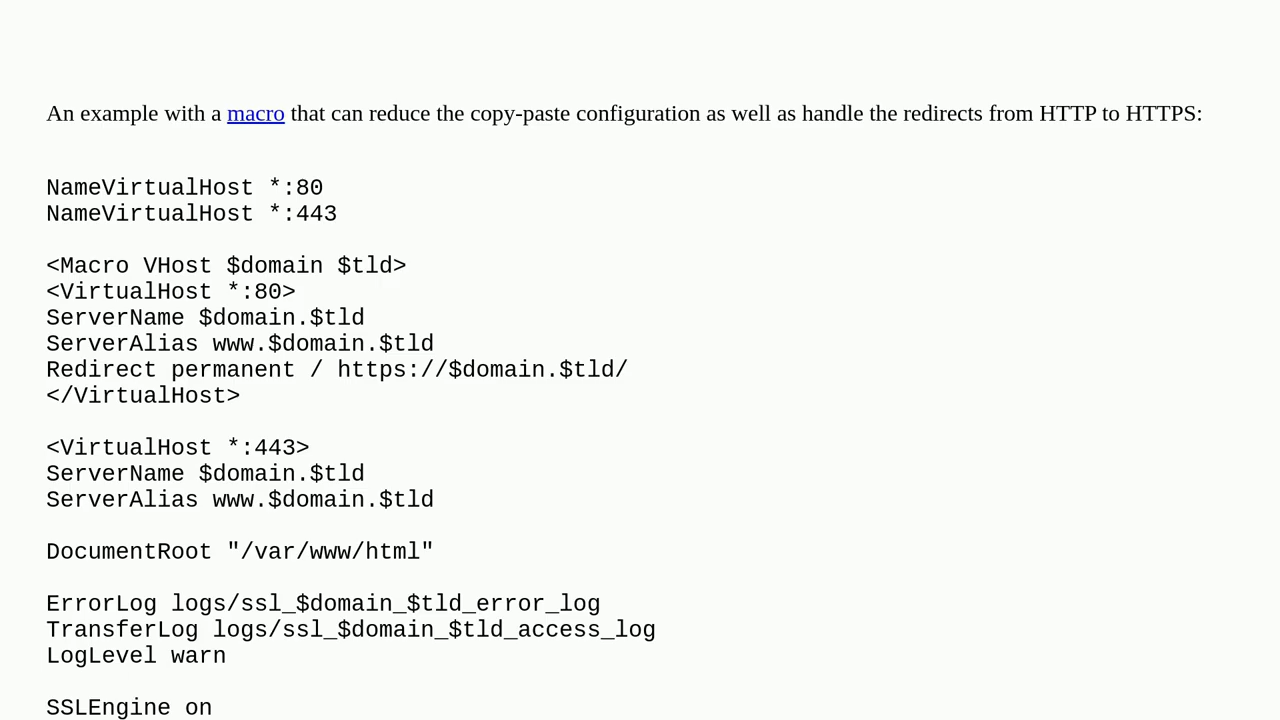 An example with a macro that can reduce the copy-paste configuration as well as handle the redirects from HTTP to HTTPS:
NameVirtualHost *:80
NameVirtualHost *:443
<Macro VHost $domain $tld>
<VirtualHost *:80>
ServerName $domain.$tld
ServerAlias www.$domain.$tld
Redirect permanent / https://$domain.$tld/
</VirtualHost>
<VirtualHost *:443>
ServerName $domain.$tld
ServerAlias www.$domain.$tld
DocumentRoot "/var/www/html"
ErrorLog logs/ssl_$domain_$tld_error_log
TransferLog logs/ssl_$domain_$tld_access_log
LogLevel warn
SSLEngine on